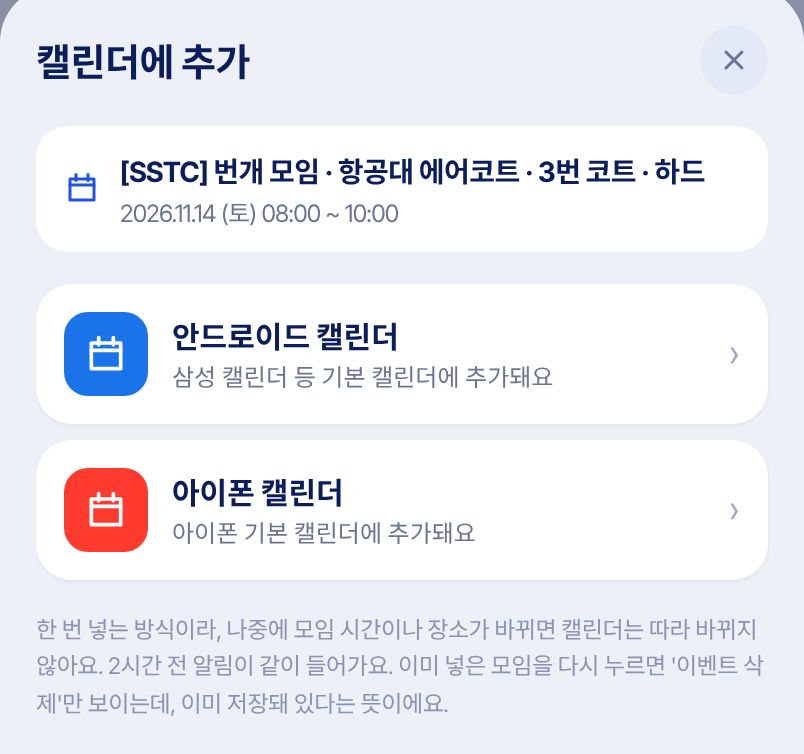 캘린더에 추가
[SSTC] 번개 모임 · 항공대 에어코트 · 3번 코트 · 하드
2026.11.14 (토) 08:00 ~ 10:00
안드로이드 캘린더
삼성 캘린더 등 기본 캘린더에 추가돼요
아이폰 캘린더
아이폰 기본 캘린더에 추가돼요
한 번 넣는 방식이라, 나중에 모임 시간이나 장소가 바뀌면 캘린더는 따라 바뀌지
않아요. 2시간 전 알림이 같이 들어가요. 이미 넣은 모임을 다시 누르면 '이벤트 삭
제'만 보이는데, 이미 저장돼 있다는 뜻이에요.